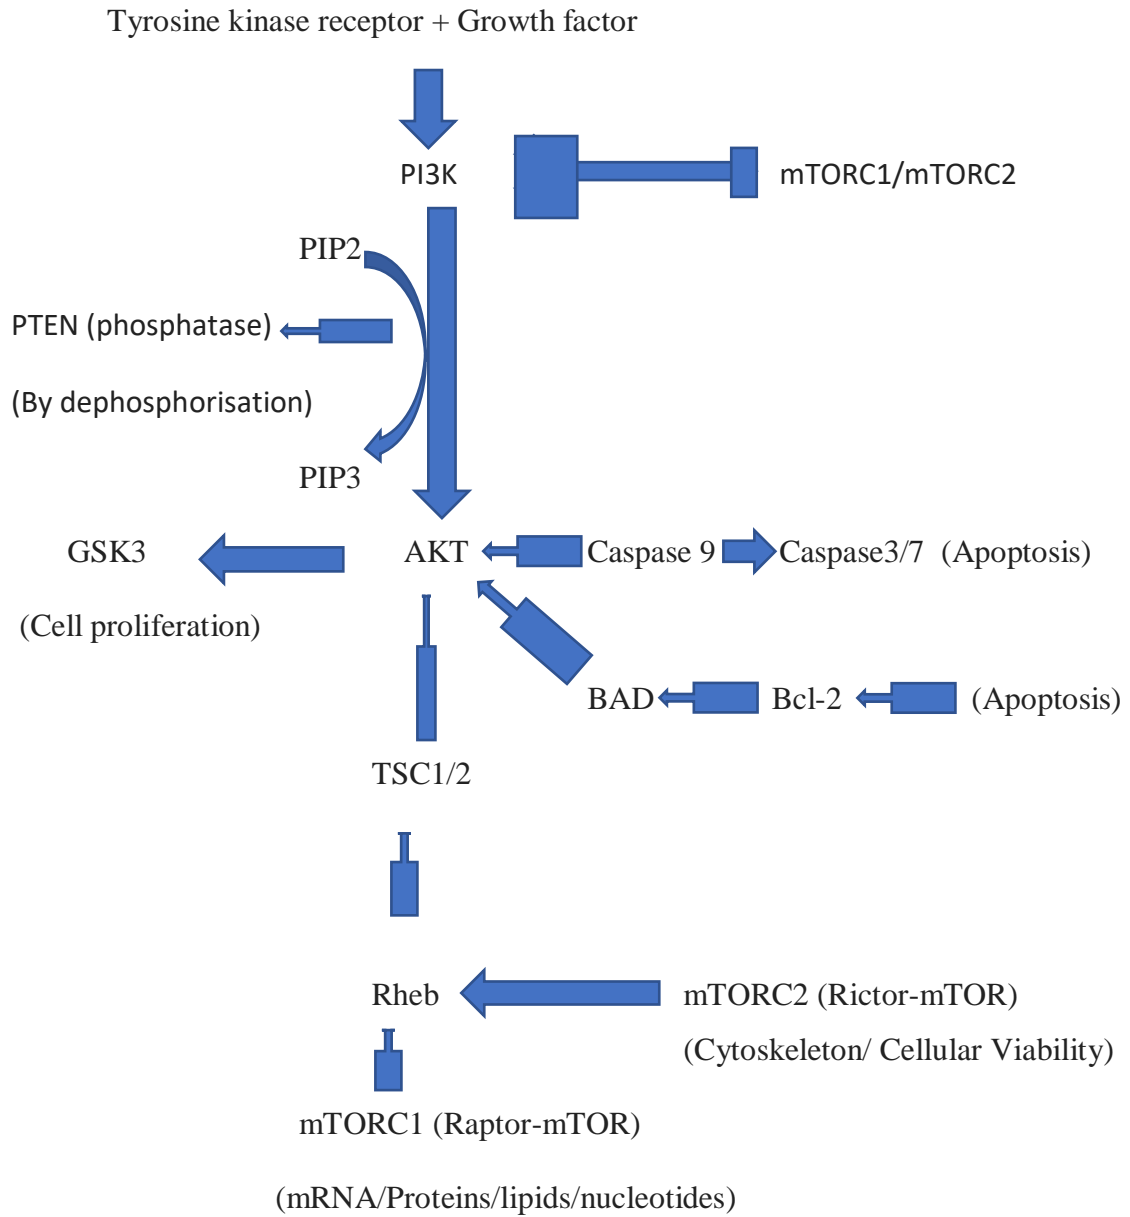 Tyrosine kinase receptor + Growth factor
PI3K
mTORC1/mTORC2
PIP2
PTEN (phosphatase)
(By dephosphorisation)
PIP3
GSK3
AKT
Caspase 9
Caspase3/7 (Apoptosis)
(Cell proliferation)
BAD
Bcl-2
(Apoptosis)
TSC1/2
Rheb
mTORC2 (Rictor-mTOR)
(Cytoskeleton/ Cellular Viability)
mTORC1 (Raptor-mTOR)
(mRNA/Proteins/lipids/nucleotides)